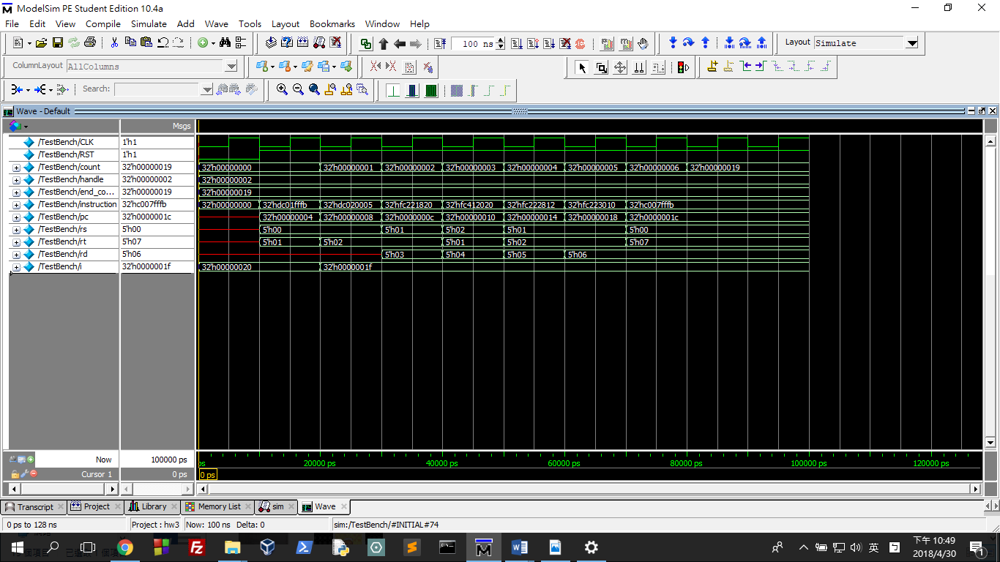 ModelSim PE Student Edition 10.4a
File Edit View Compile Simulate Add Wave Tools Layout Bookmarks Window Help
100 ns
Layout Simulate
ColumnLayout AllColumns
Search:
Wave - Default
Msgs
/TestBench/CLK 1'h1
/TestBench/RST 1'h1
/TestBench/count 32'h00000019 32'h00000000 32'h00000001 32'h00000002 32'h00000003 32'h00000004 32'h00000005 32'h00000006 32'h00000019
/TestBench/handle 32'h00000002 32'h00000002
/TestBench/end_co... 32'h00000019 32'h00000019
/TestBench/instruction 32'hc007fffb 32'h00000000 32'hdc01fffb 32'hdc020005 32'hfc221820 32'hfc412020 32'hfc222812 32'hfc223010 32'hc007fffb
/TestBench/pc 32'h0000001c 32'h00000004 32'h00000008 32'h0000000c 32'h00000010 32'h00000014 32'h00000018 32'h0000001c
/TestBench/rs 5'h00 5'h00 5'h01 5'h02 5'h01 5'h00
/TestBench/rt 5'h07 5'h01 5'h02 5'h01 5'h02 5'h07
/TestBench/rd 5'h06 5'h03 5'h04 5'h05 5'h06
/TestBench/i 32'h0000001f 32'h00000020 32'h0000001f
Now 100000 ps ps 20000 ps 40000 ps 60000 ps 80000 ps 100000 ps 120000 ps
Cursor 1 0 ps 0 ps
Transcript Project Library Memory List sim Wave
0 ps to 128 ns Project : hw3 Now: 100 ns Delta: 0 sim:/TestBench/#INITIAL#74
英 下午 10:49
2018/4/30 1